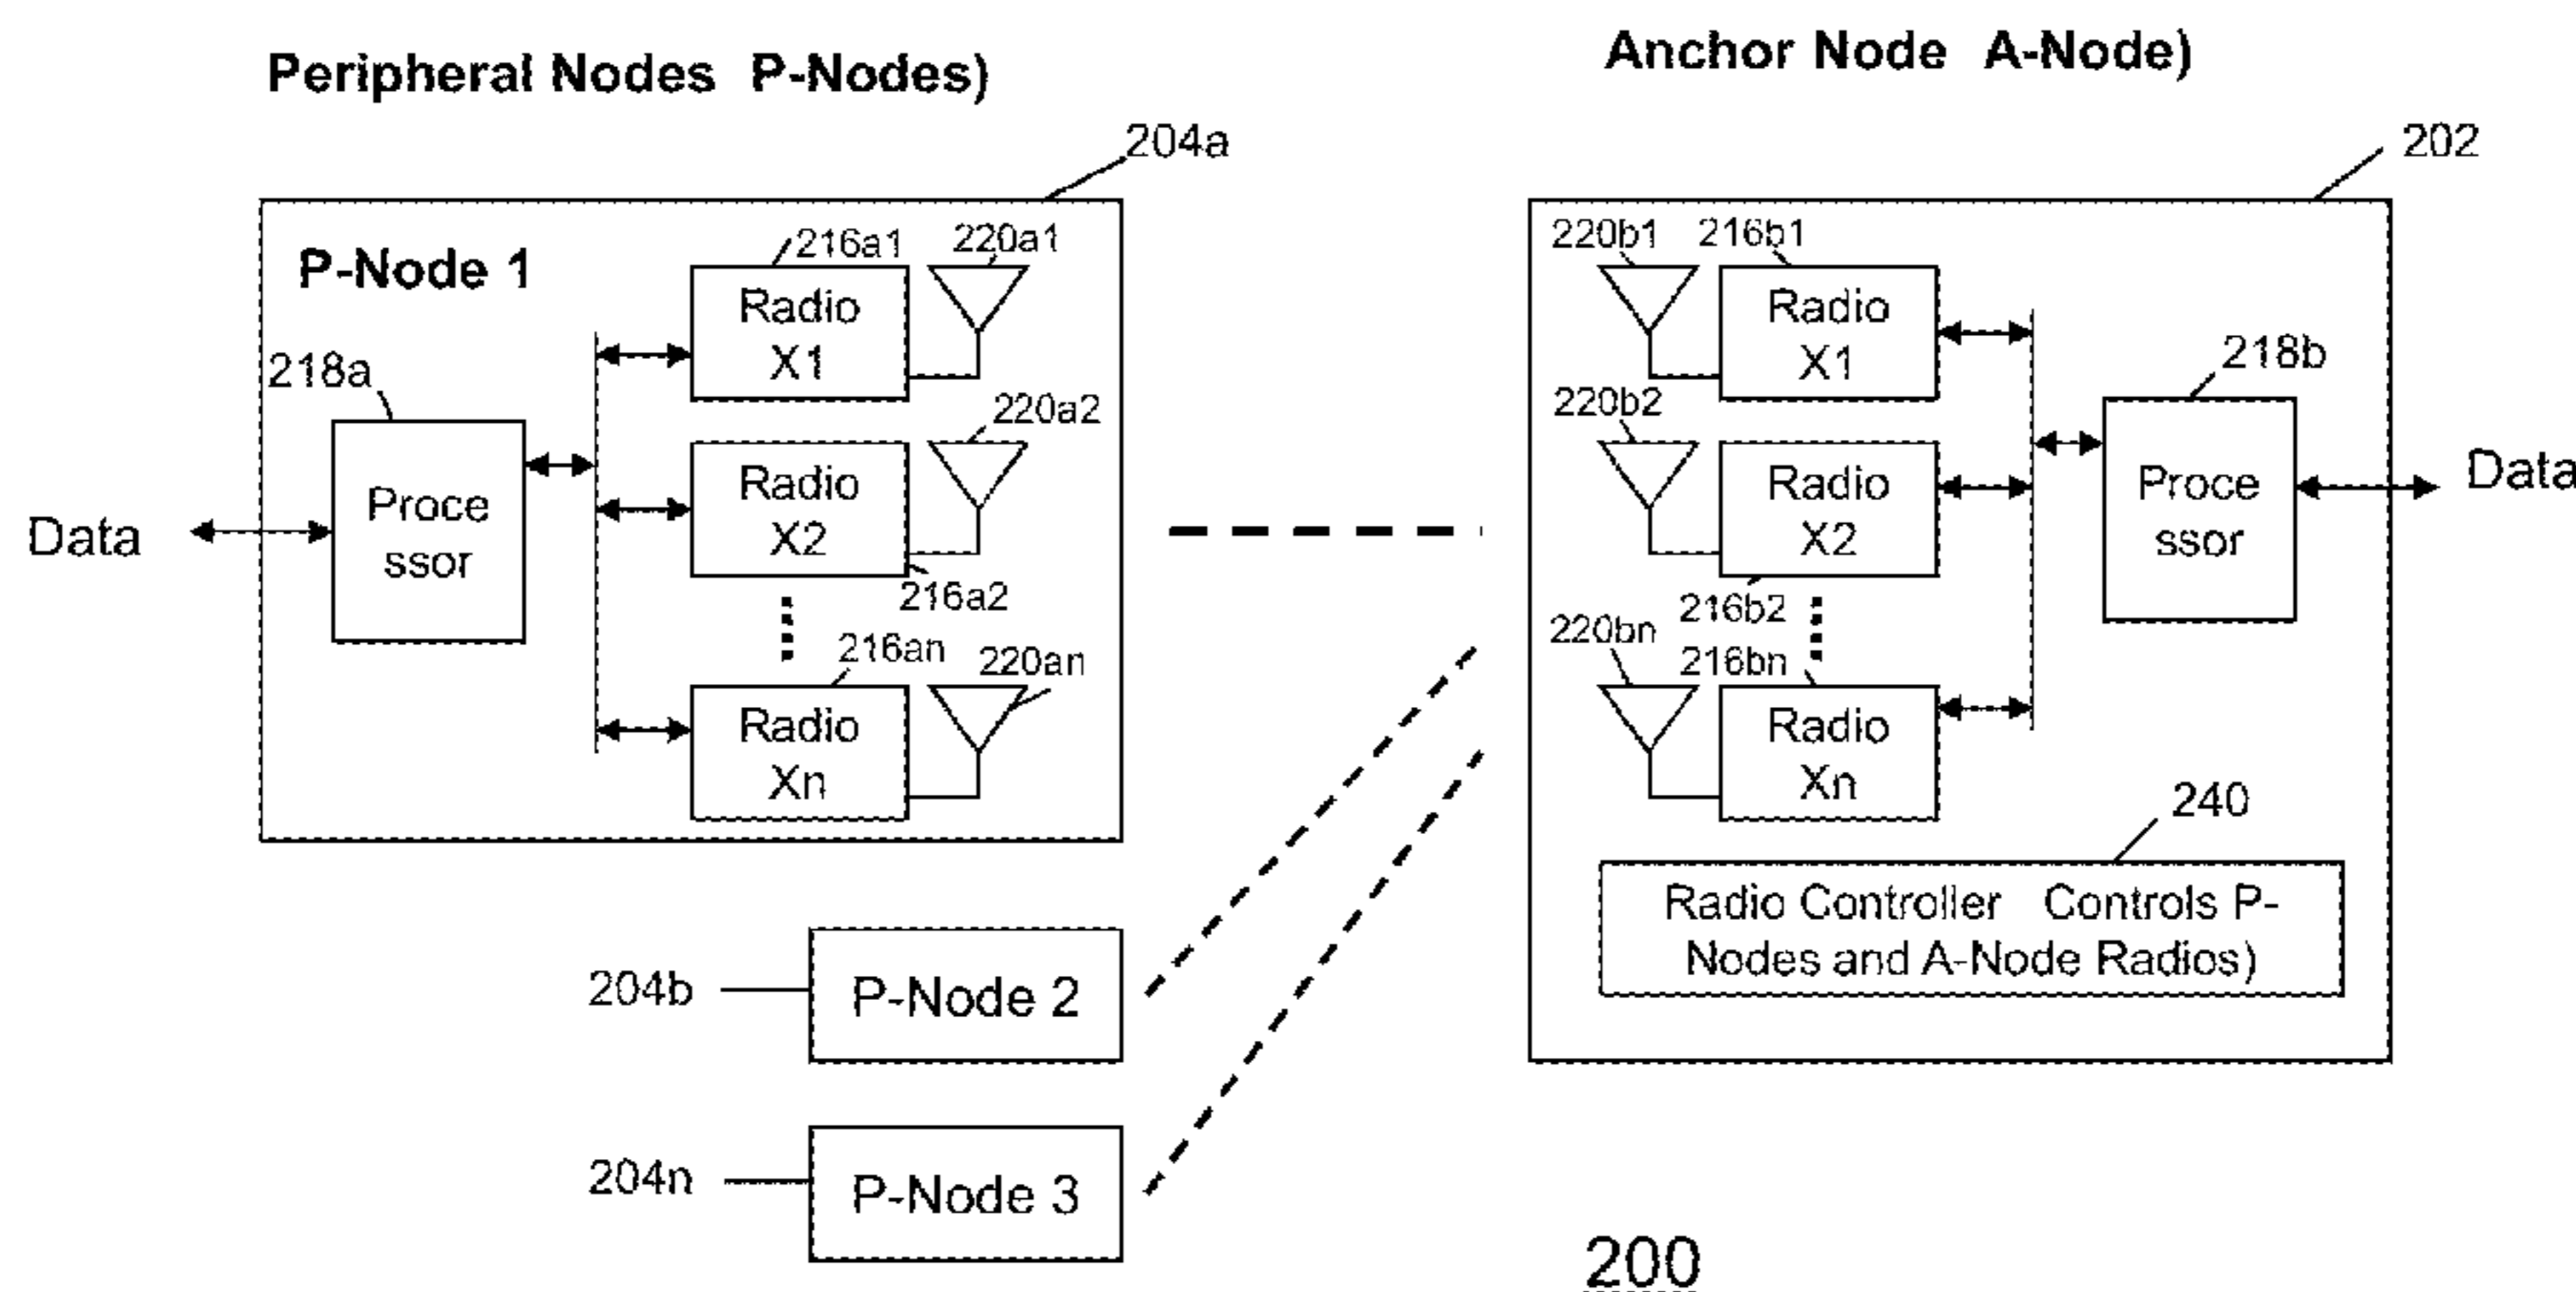 Peripheral Nodes P-Nodes)
Anchor Node A-Node)
204a
202
P-Node 1
216a1
220a1
Radio
X1
218a
220a2
Proce
ssor
Data
Radio
X2
216a2
216an
220an
Radio
Xn
220b1
216b1
Radio
X1
218b
220b2
Radio
X2
Proce
ssor
Data
216b2
220bn
216bn
Radio
Xn
240
Radio Controller Controls P-
Nodes and A-Node Radios)
204b
P-Node 2
204n
P-Node 3
200